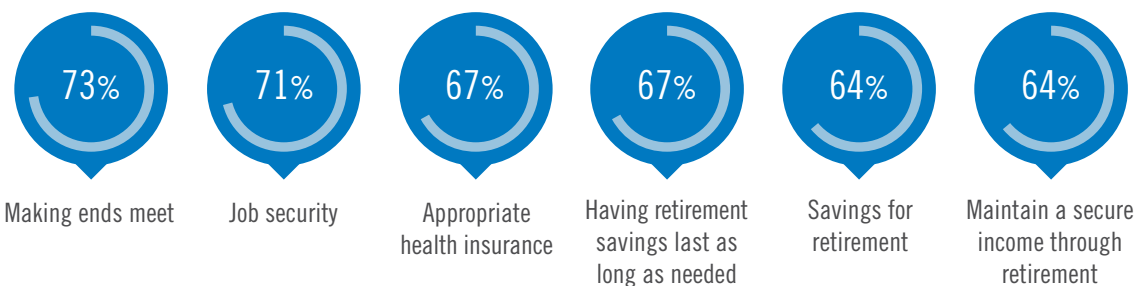 73%
71%
67%
67%
64%
64%
Making ends meet
Job security
Appropriate
health insurance
Having retirement
savings last as
long as needed
Savings for
retirement
Maintain a secure
income through
retirement